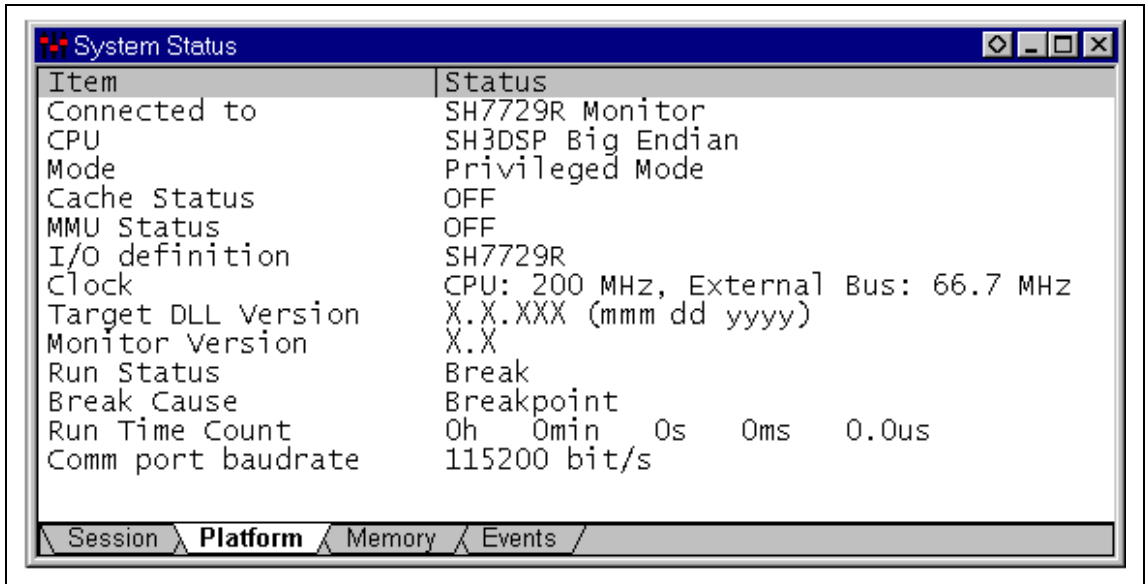 System Status
Item Status
Connected to SH7729R Monitor
CPU SH3DSP Big Endian
Mode Privileged Mode
Cache Status OFF
MMU Status OFF
I/O definition SH7729R
Clock CPU: 200 MHz, External Bus: 66.7 MHz
Target DLL Version X.X.XXX (mmm dd yyyy)
Monitor Version X.X
Run Status Break
Break Cause Breakpoint
Run Time Count 0h 0min 0s 0ms 0.0us
Comm port baudrate 115200 bit/s
Session Platform Memory Events